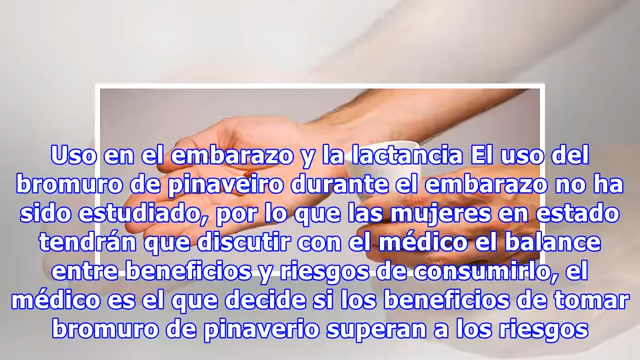 Uso en el embarazo y la lactancia El uso del
bromuro de pinaveiro durante el embarazo no ha
sido estudiado, por lo que las mujeres en estado
tendrán que discutir con el médico el balance
entre beneficios y riesgos de consumirlo, el
médico es el que decide si los beneficios de tomar
bromuro de pinaverio superan a los riesgos